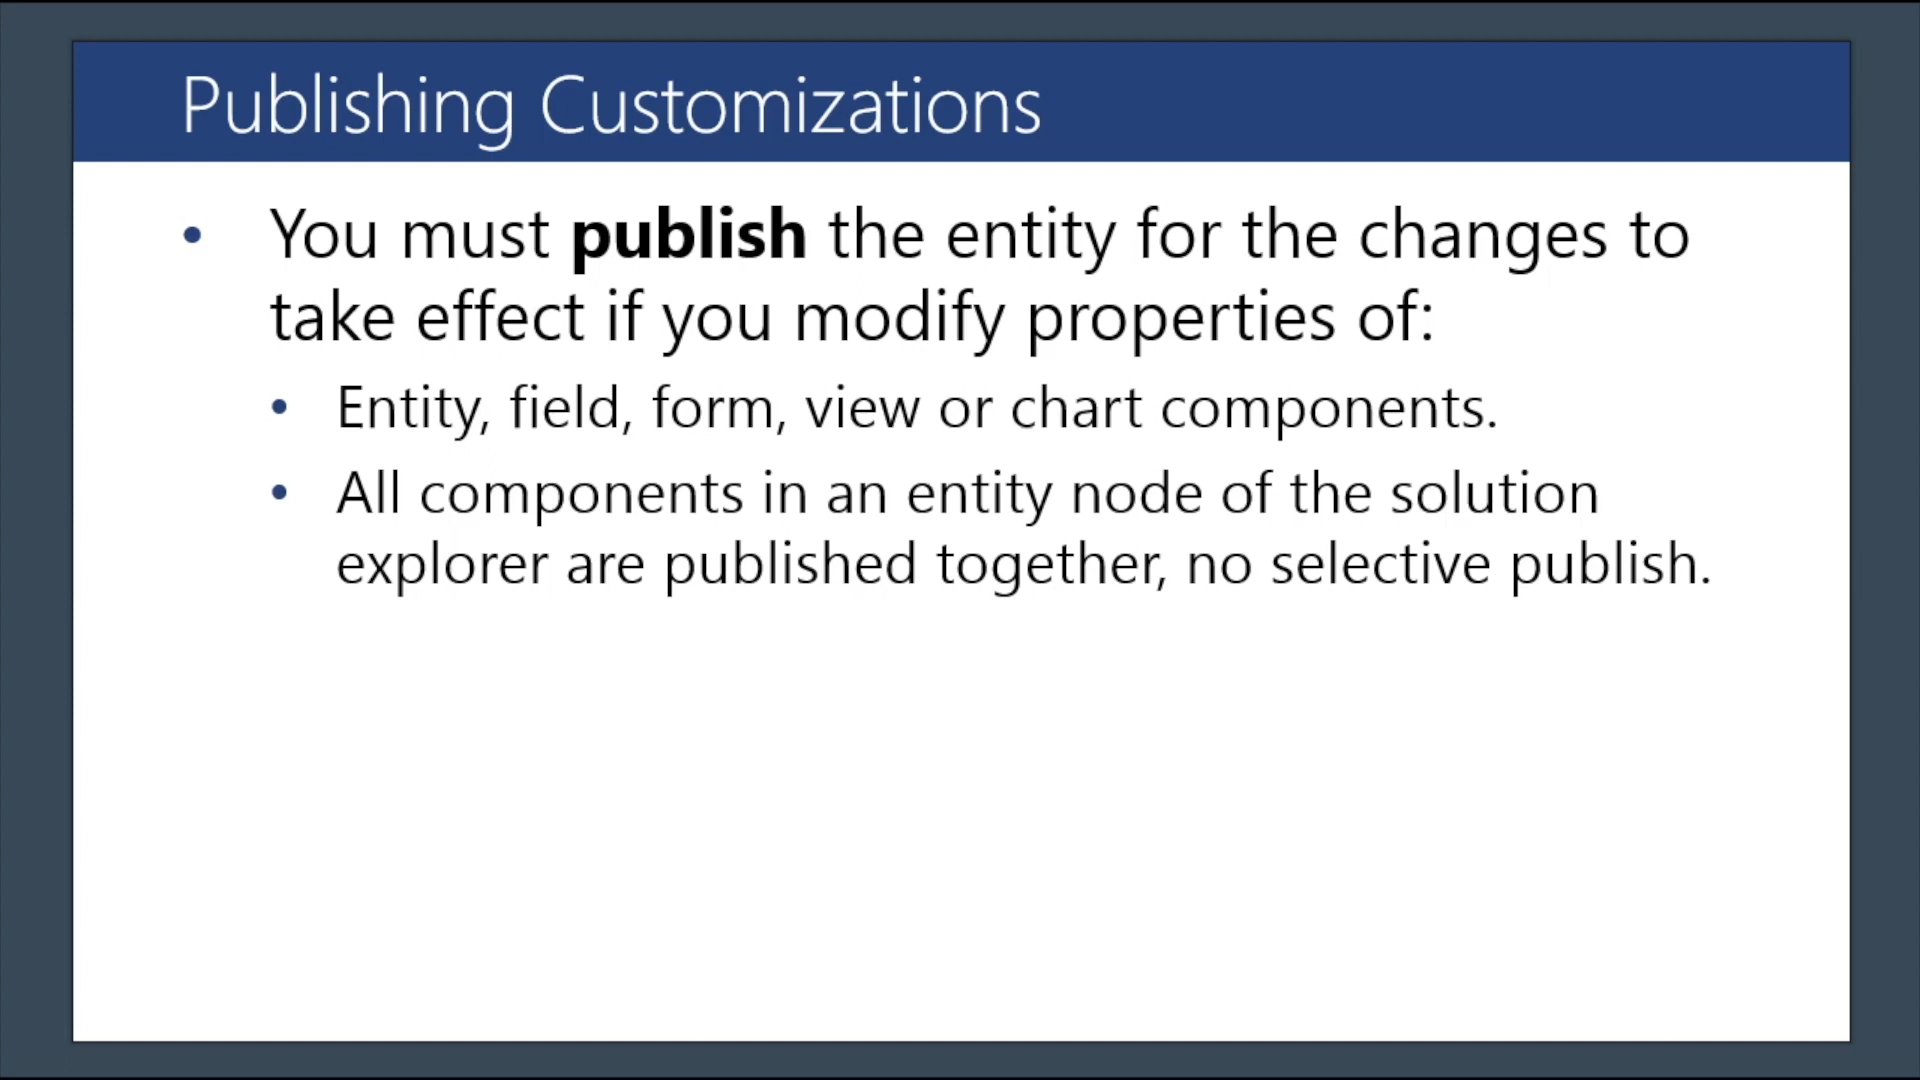 Publishing Customizations
• You must publish the entity for the changes to
take effect if you modify properties of:
• Entity, field, form, view or chart components.
• All components in an entity node of the solution
explorer are published together, no selective publish.